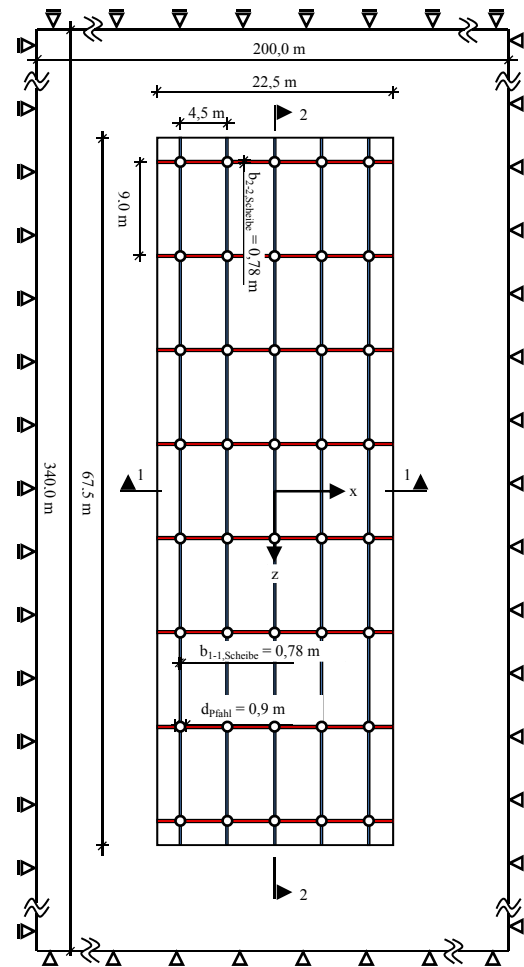 200,0 m
22,5 m
2
4,5 m
b2-2,Scheibe = 0,78 m
9.0 m
1
1
340.0 m
67.5 m
x
z
b1-1,Scheibe = 0,78 m
dPfahl = 0,9 m
2